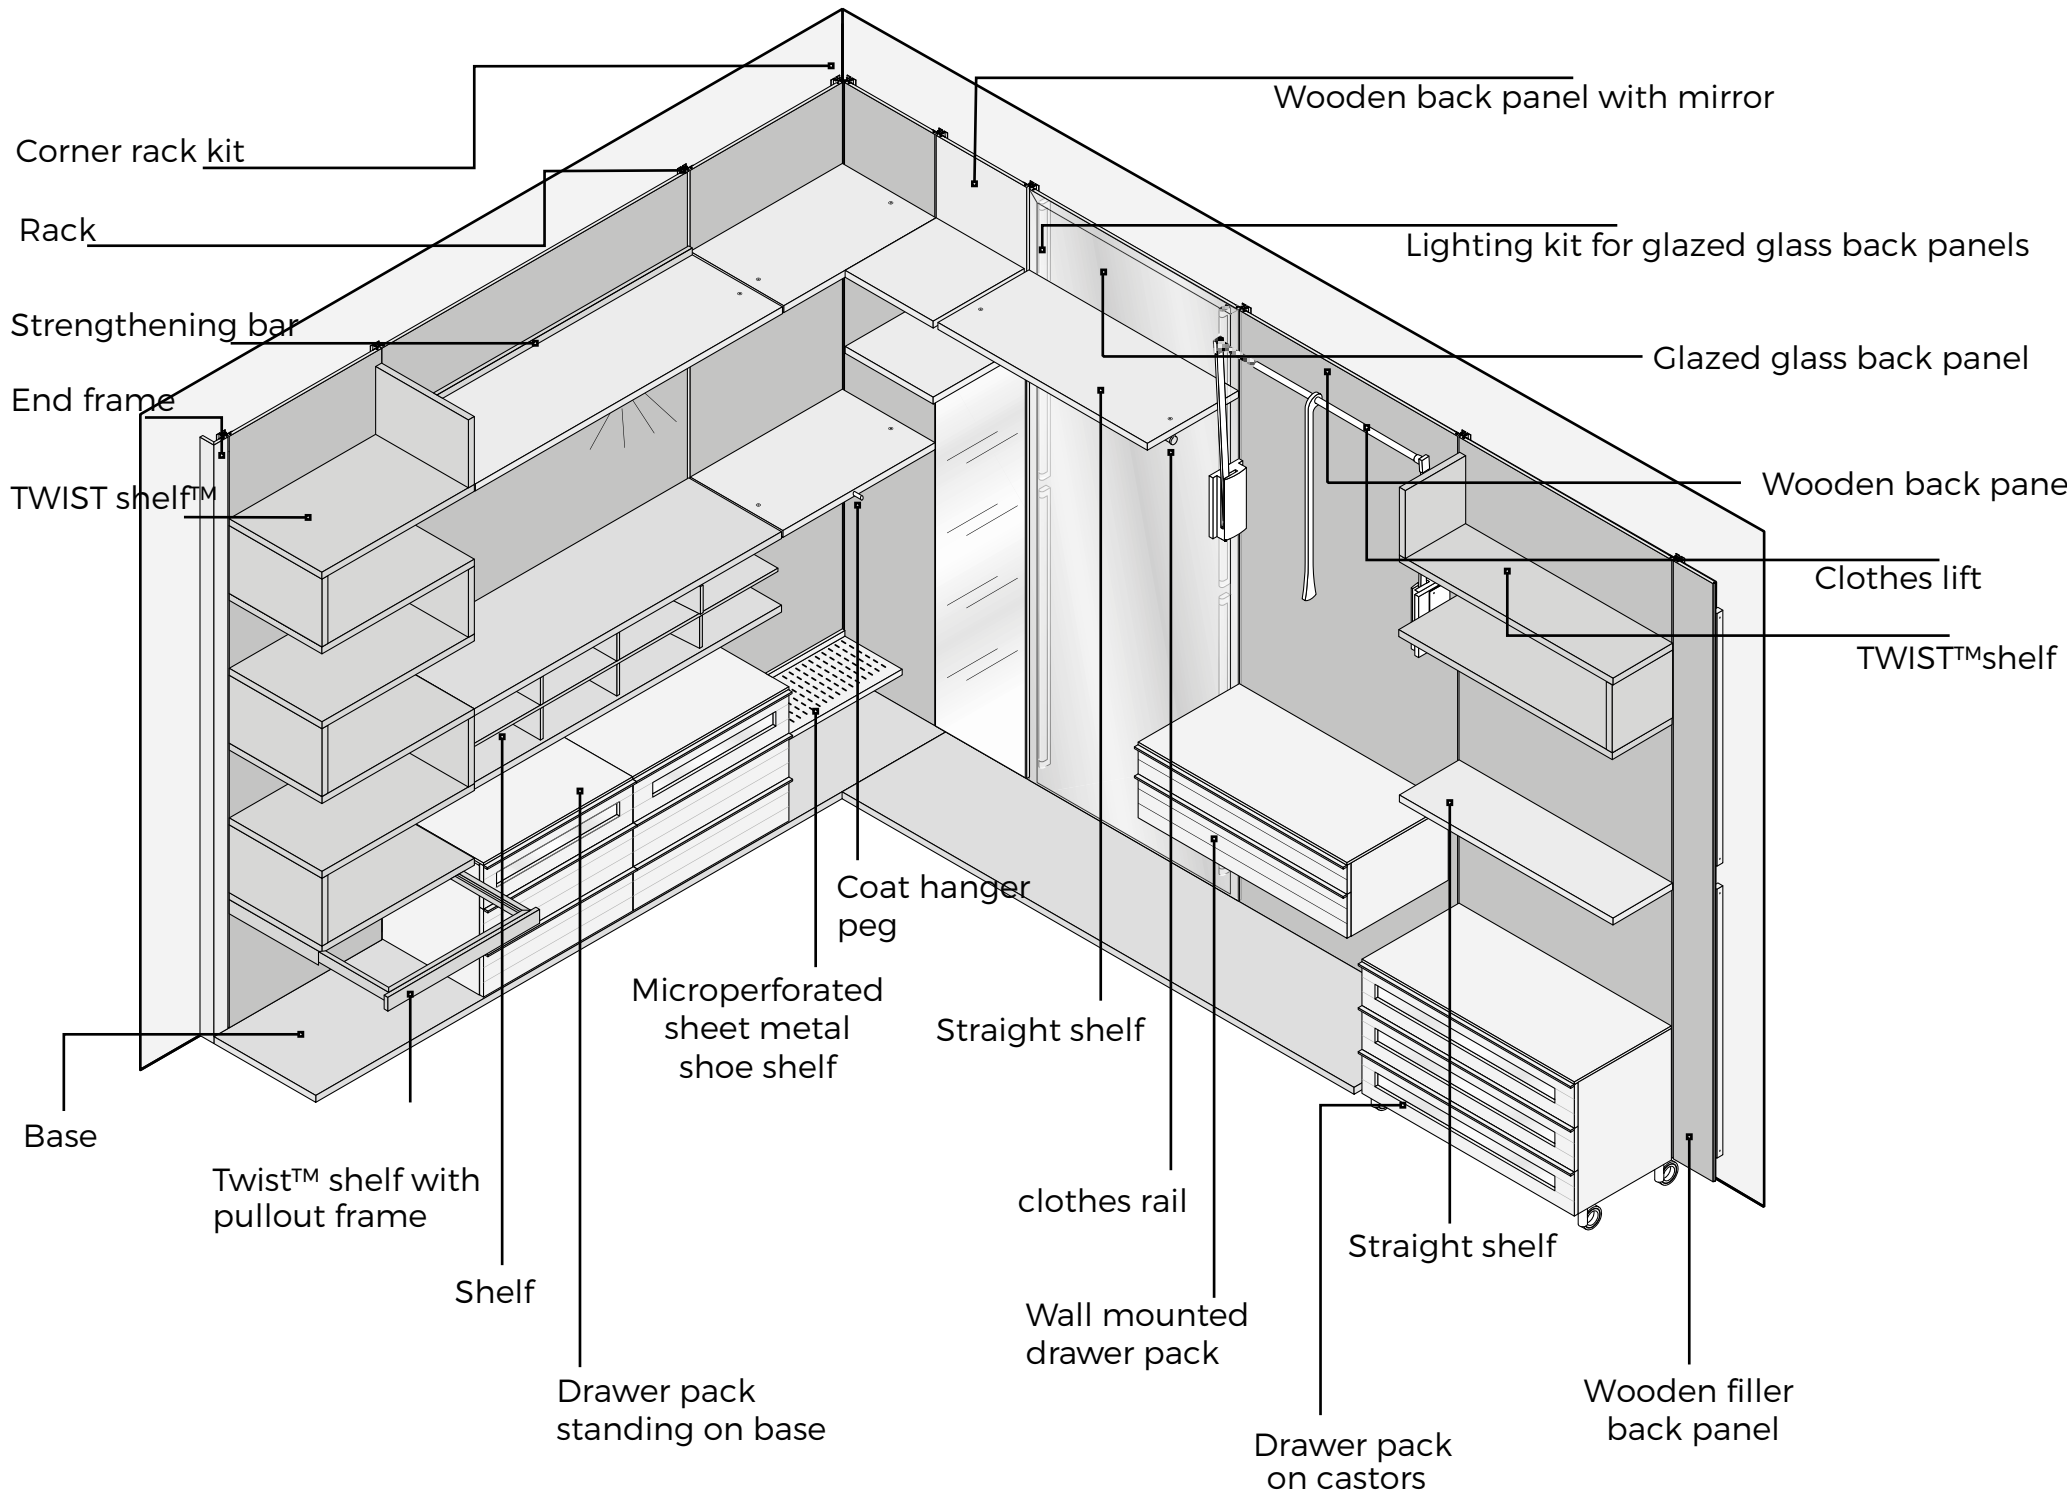 Wooden back panel with mirror
Corner rack kit
Rack
Lighting kit for glazed glass back panels
Strengthening bar
Glazed glass back panel
End frame
TWIST shelf™
Wooden back pane
Clothes lift
TWIST™shelf
Coat hanger
peg
Microperforated
sheet metal
shoe shelf
Straight shelf
Base
Twist™ shelf with
pullout frame
clothes rail
Straight shelf
Shelf
Wall mounted
drawer pack
Drawer pack
standing on base
Wooden filler
back panel
Drawer pack
on castors